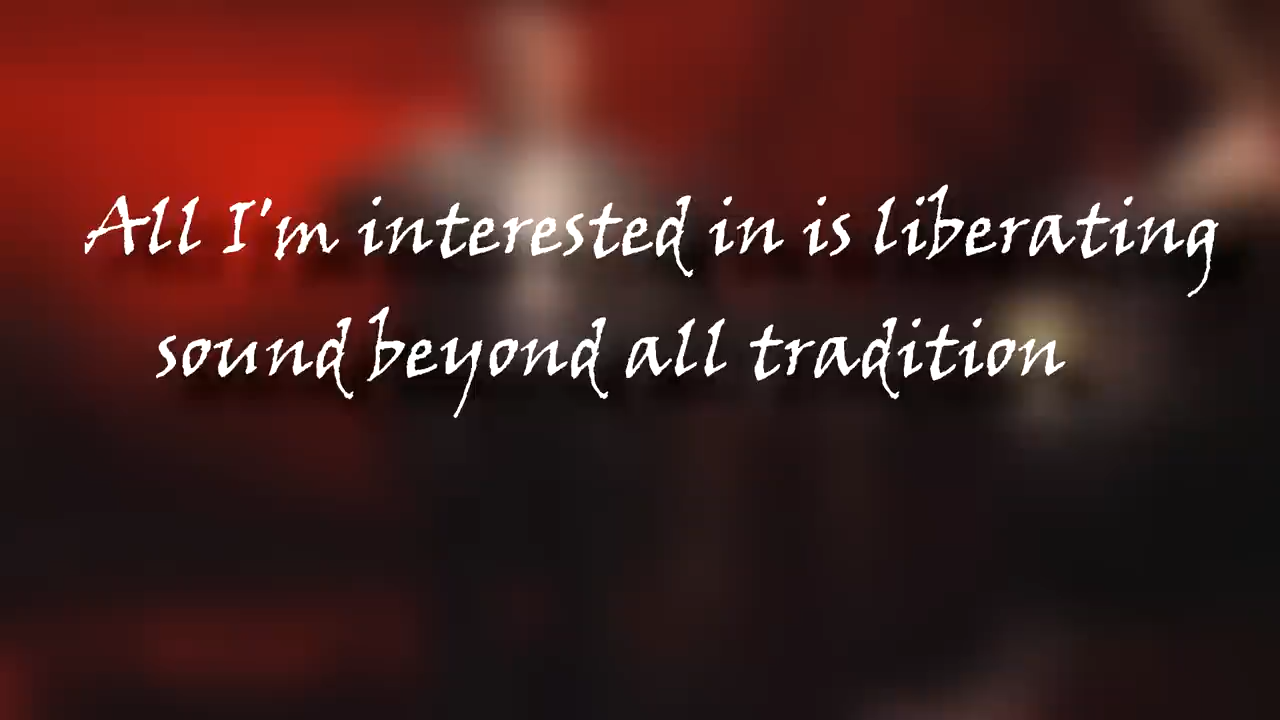 All I'm interested in is liberating
sound beyond all tradition